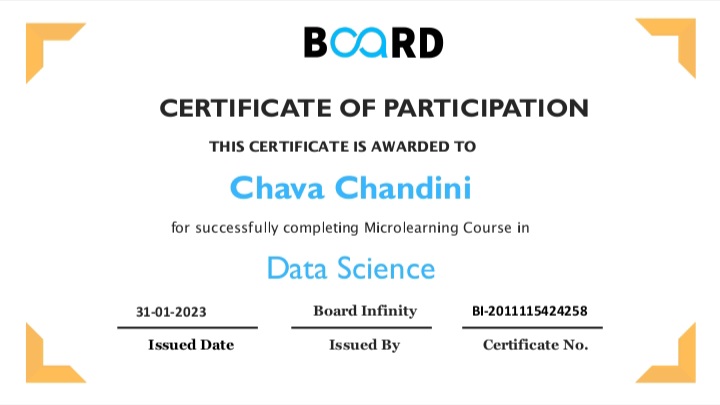 BOARD
CERTIFICATE OF PARTICIPATION
THIS CERTIFICATE IS AWARDED TO
Chava Chandini
for successfully completing Microlearning Course in
Data Science
31-01-2023 Board Infinity BI-2011115424258
Issued Date Issued By Certificate No.